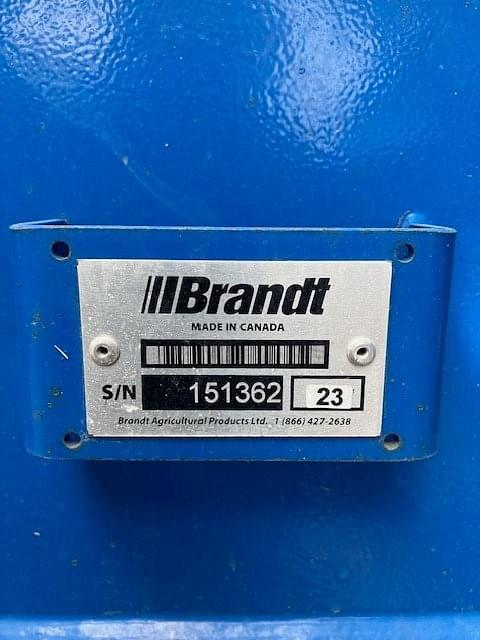 Brandt
MADE IN CANADA
S/N 151362 23
Brandt Agricultural Products Ltd. 1 (866) 427-2638